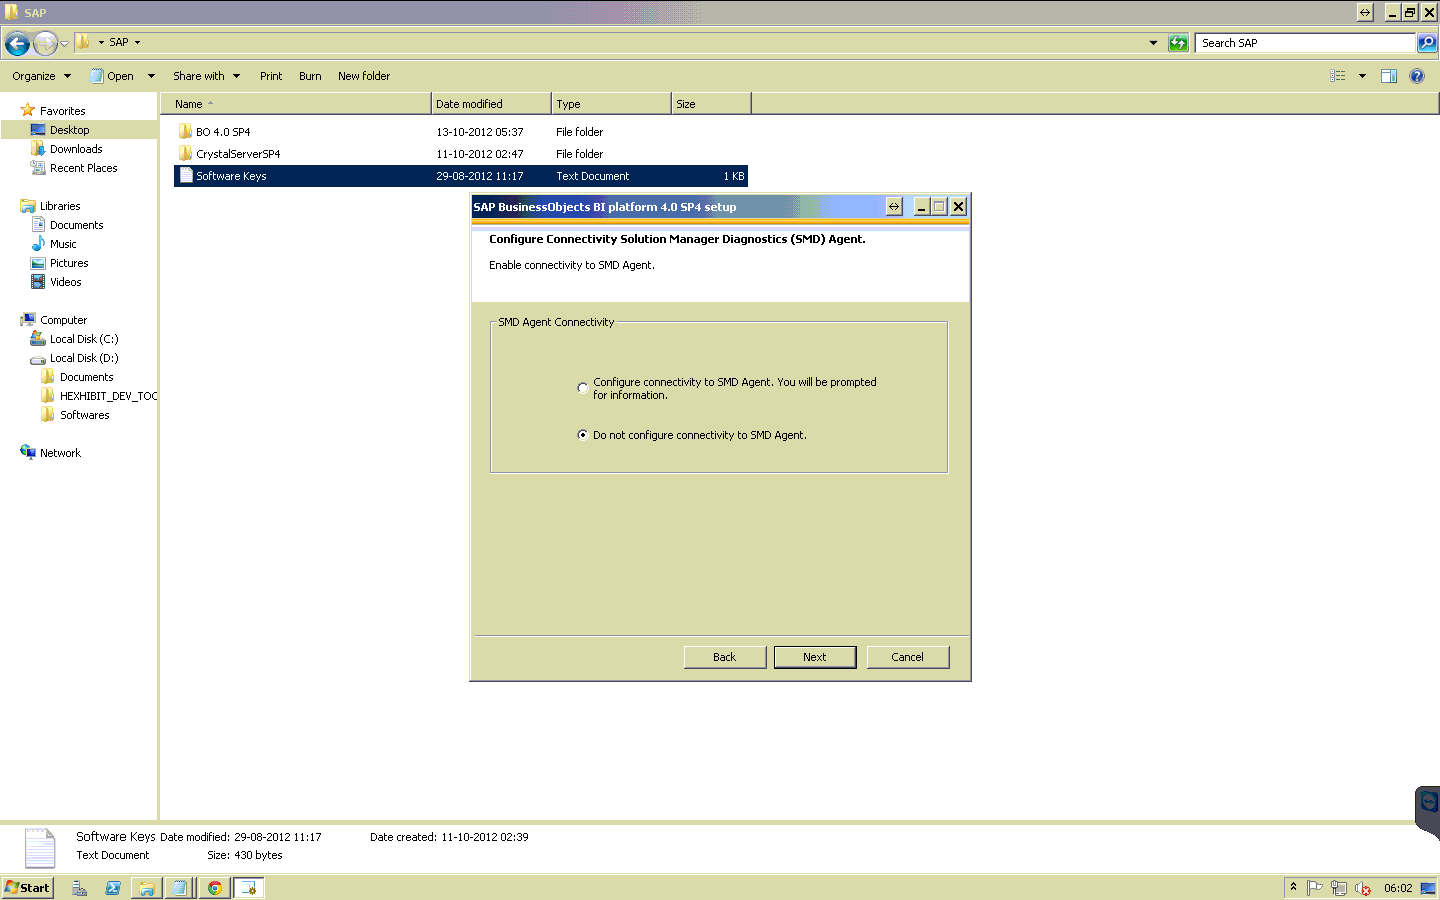 SAP
SAP
Search SAP
Organize Open Share with Print Burn New folder
Name Date modified Type Size
Favorites
Desktop
Downloads
Recent Places
Libraries
Documents
Music
Pictures
Videos
Computer
Local Disk (C:)
Local Disk (D:)
Documents
HEXHIBIT_DEV_TOC
Softwares
Network
BO 4.0 SP4 13-10-2012 05:37 File folder
CrystalServerSP4 11-10-2012 02:47 File folder
Software Keys 29-08-2012 11:17 Text Document 1 KB
SAP BusinessObjects BI platform 4.0 SP4 setup
Configure Connectivity Solution Manager Diagnostics (SMD) Agent.
Enable connectivity to SMD Agent.
SMD Agent Connectivity
Configure connectivity to SMD Agent. You will be prompted
for information.
Do not configure connectivity to SMD Agent.
Back Next Cancel
Software Keys Date modified: 29-08-2012 11:17 Date created: 11-10-2012 02:39
Text Document Size: 430 bytes
Start 06:02